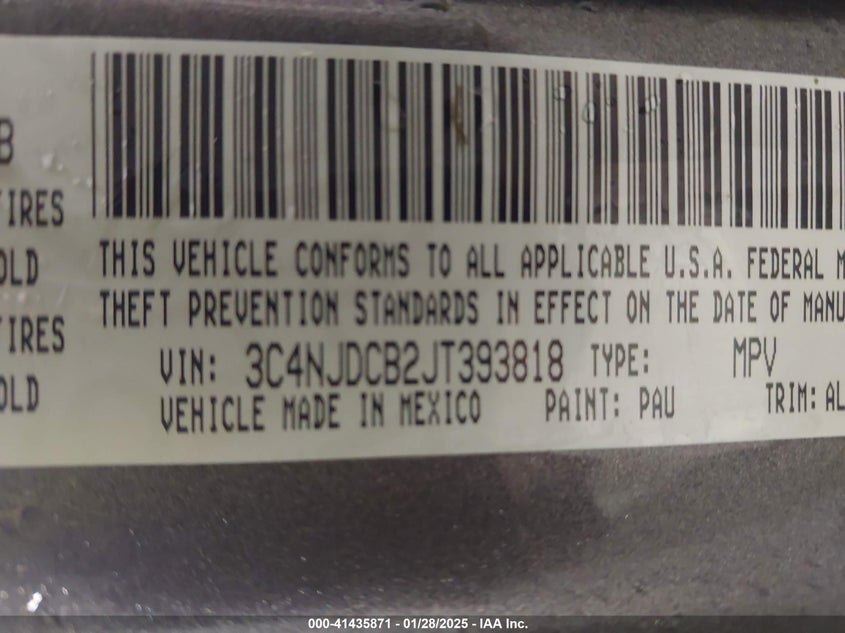 B
TIRES
OLD
TIRES
OLD
THIS VEHICLE CONFORMS TO ALL APPLICABLE U.S.A. FEDERAL M
THEFT PREVENTION STANDARDS IN EFFECT ON THE DATE OF MANU
VIN: 3C4NJDCB2JT393818 TYPE: MPV
VEHICLE MADE IN MEXICO PAINT: PAU TRIM: AL
000-41435871 - 01/28/2025 - IAA Inc.